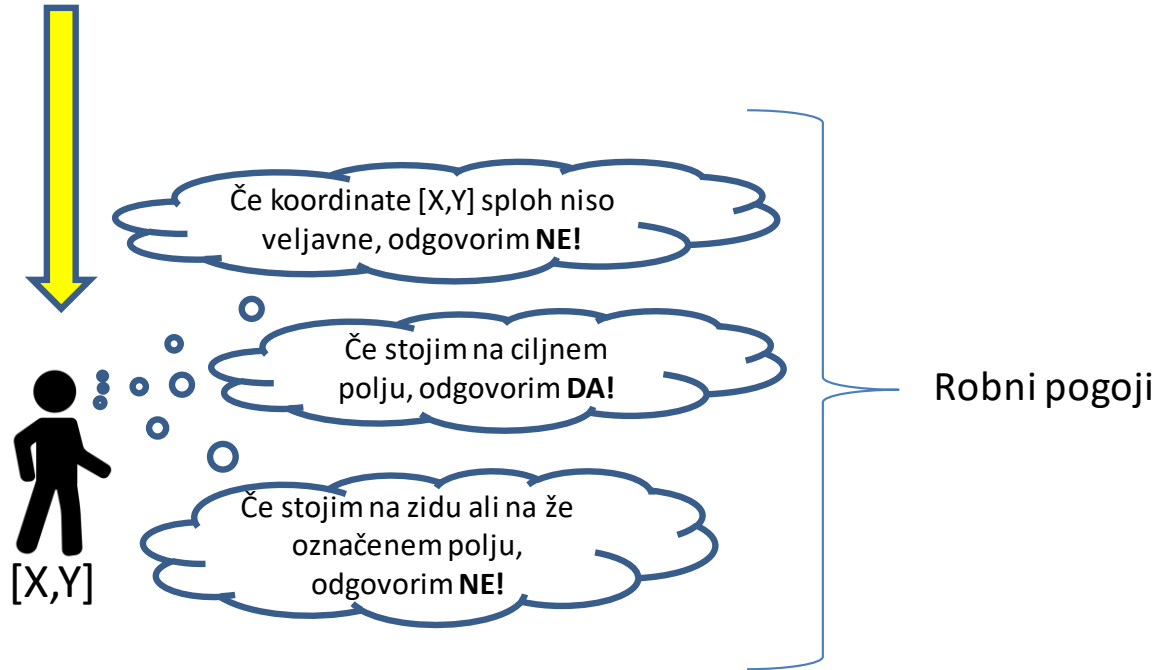 Če koordinate [X,Y] sploh niso
veljavne, odgovorim NE!
Če stojim na ciljnem
polju, odgovorim DA!
Robni pogoji
Če stojim na zidu ali na že
označenem polju,
odgovorim NE!
[X,Y]